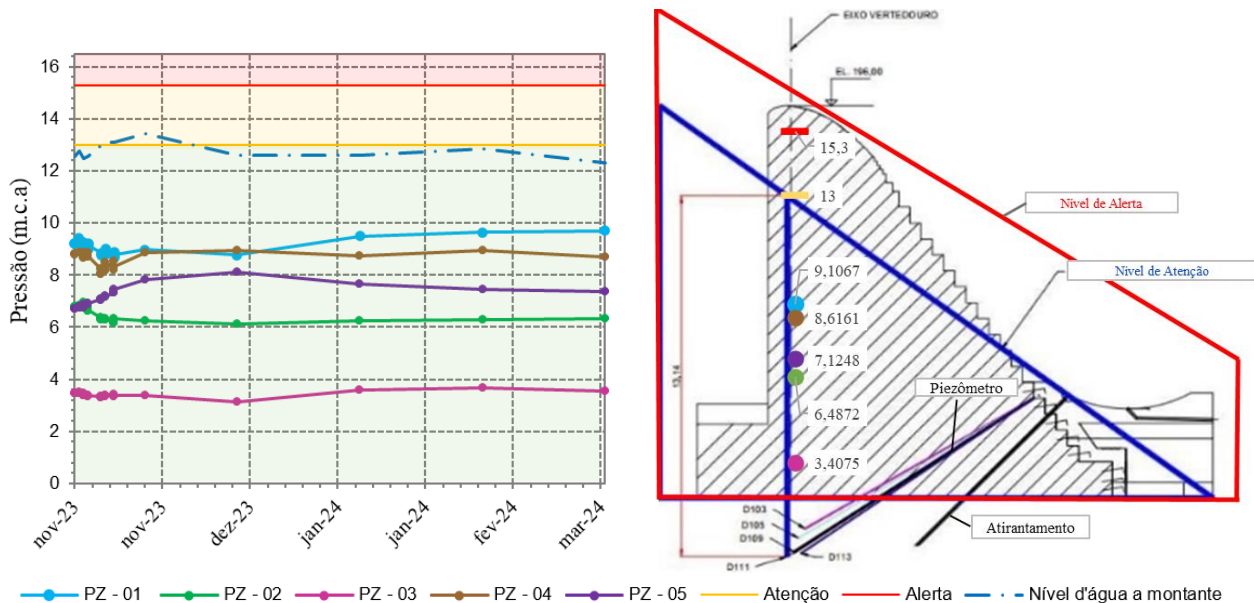 Pressão (m.c.a)
16
14
12
10
8
6
4
2
0
nov-23
nov-23
dez-23
jan-24
jan-24
fev-24
mar-24
EIXO VERTEDOURO
EL. 196,00
15,3
13
Nível de Alerta
Nível de Atenção
9,1067
8,6161
7,1248
6,4872
3,4075
13,14
Piezômetro
Atirantamento
D103
D105
D109
D111
D113
PZ - 01
PZ - 02
PZ - 03
PZ - 04
PZ - 05
Atenção
Alerta
Nível d'água a montante